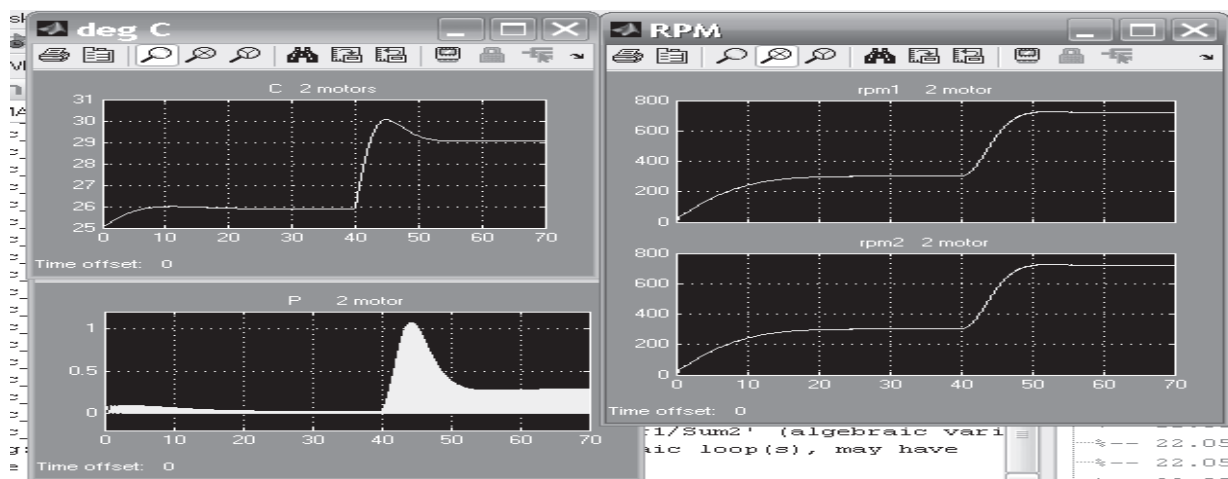 deg C
C 2 motors
31
30
29
28
27
26
25
0 10 20 30 40 50 60 70
Time offset: 0
P 2 motor
1
0.5
0
0 10 20 30 40 50 60 70
Time offset: 0
RPM
rpm1 2 motor
800
600
400
200
0
0 10 20 30 40 50 60 70
rpm2 2 motor
800
600
400
200
0
0 10 20 30 40 50 60 70
Time offset: 0
1/Sum2' (algebraic vari
aic loop(s), may have
%-- 22.05
%-- 22.05